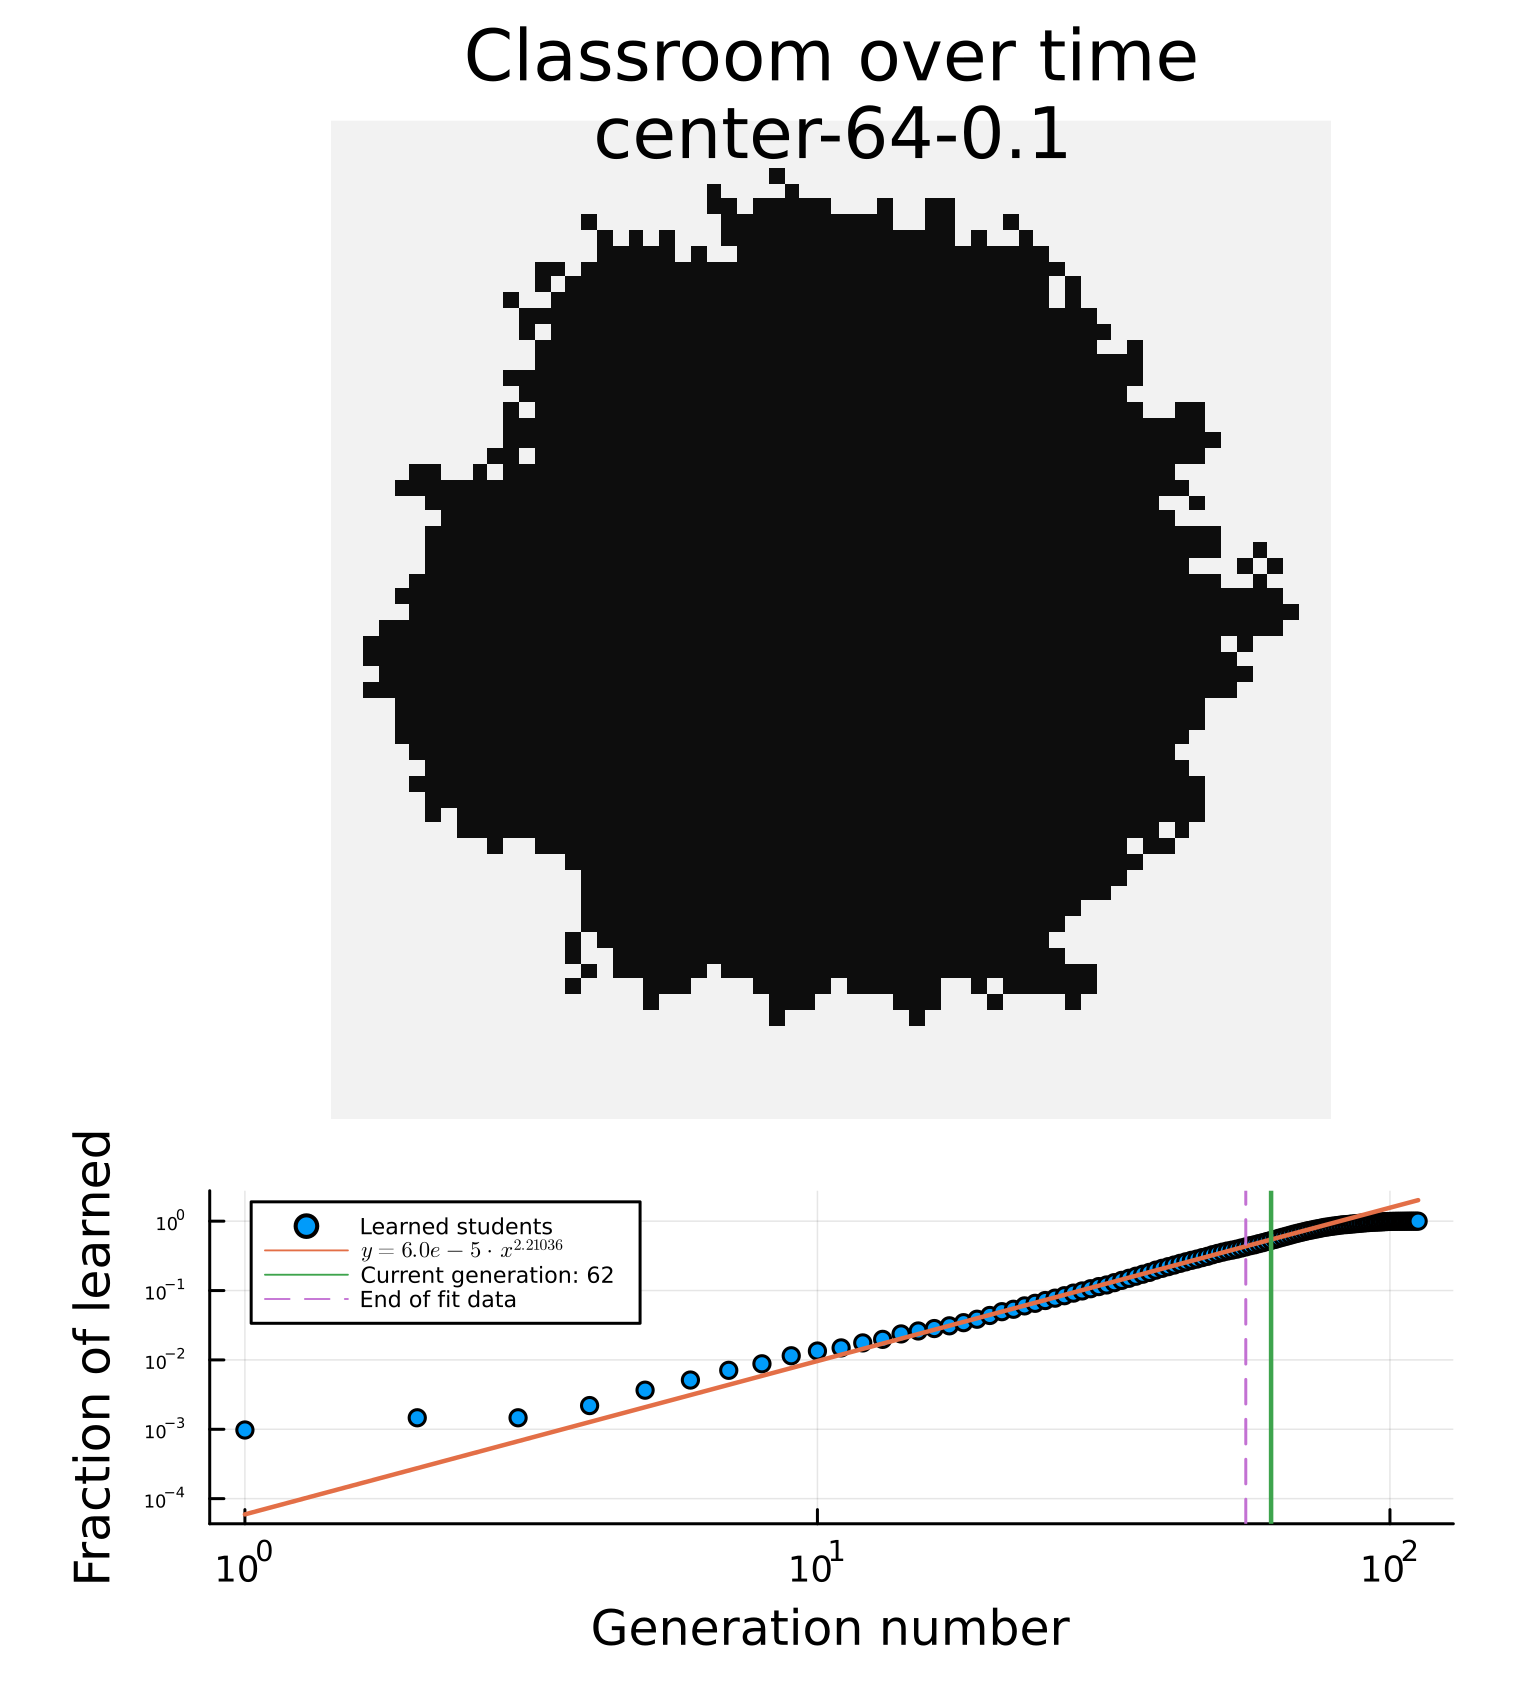 Classroom over time
center-64-0.1
Fraction of learned
10^0
10^-1
10^-2
10^-3
10^-4
Learned students
y = 6.0e − 5 · x^2.21036
Current generation: 62
End of fit data
10^0 10^1 10^2
Generation number